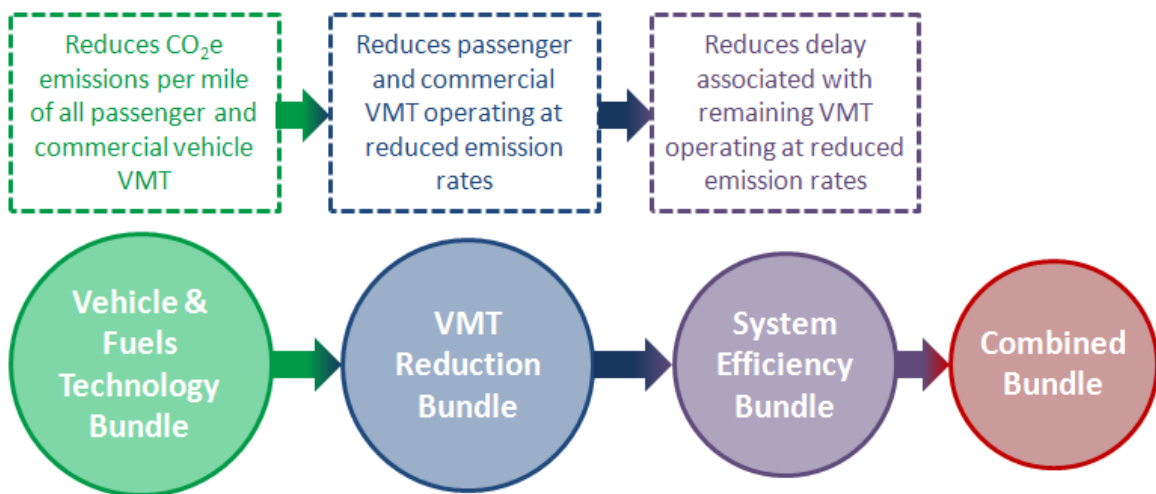 Reduces CO₂e
emissions per mile
of all passenger and
commercial vehicle
VMT
Reduces passenger
and commercial
VMT operating at
reduced emission
rates
Reduces delay
associated with
remaining VMT
operating at reduced
emission rates
Vehicle &
Fuels
Technology
Bundle
VMT
Reduction
Bundle
System
Efficiency
Bundle
Combined
Bundle